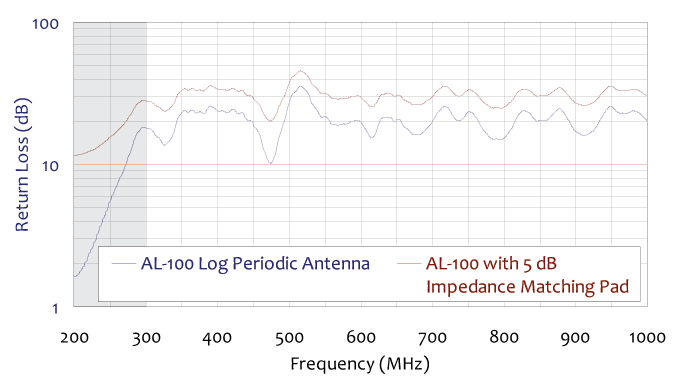 100
10
1
Return Loss (dB)
AL-100 Log Periodic Antenna
AL-100 with 5 dB
Impedance Matching Pad
200 300 400 500 600 700 800 900 1000
Frequency (MHz)